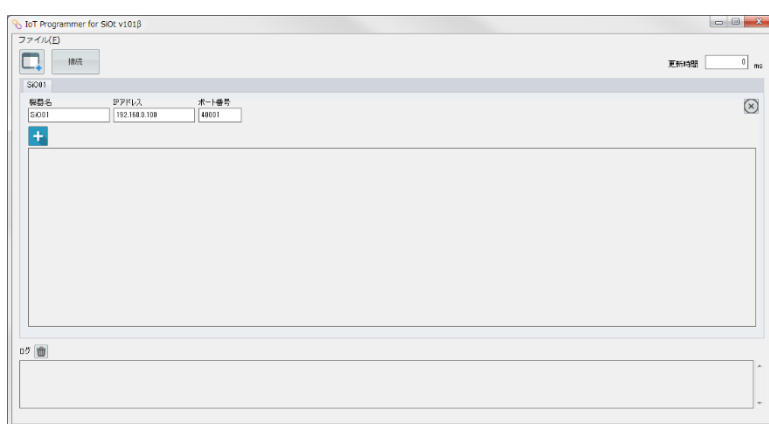 IoT Programmer for SiOt v101β
ファイル(F)
接続
更新時間 0 ms
SiO01
機器名 IPアドレス ポート番号
SiO01 192.168.0.100 40001
ログ